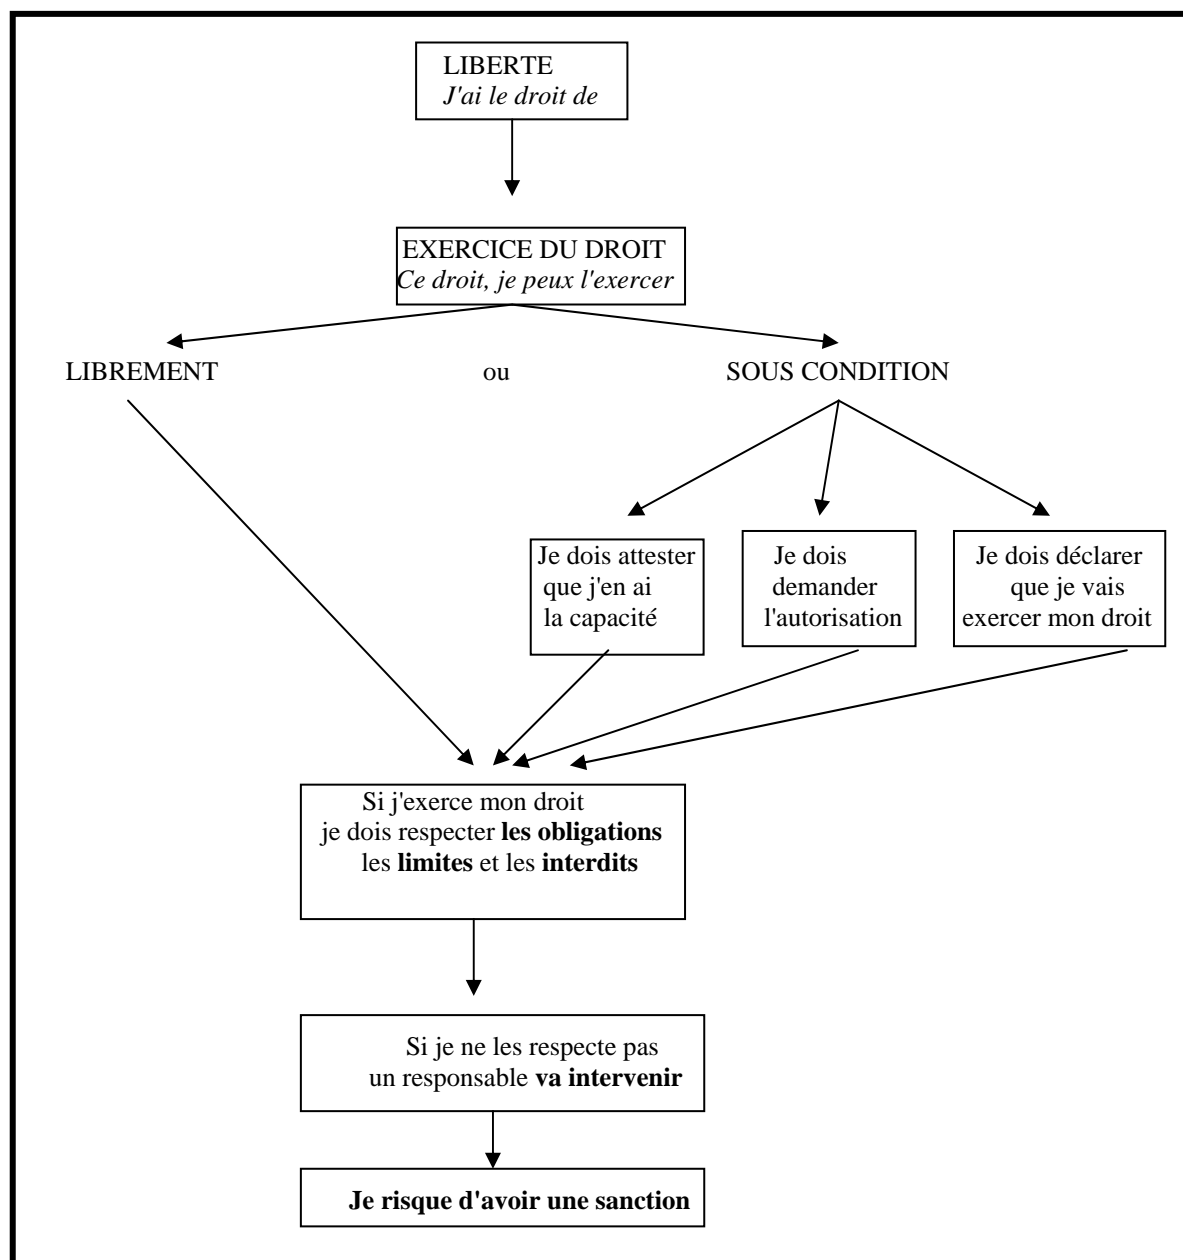 LIBERTE
J'ai le droit de
EXERCICE DU DROIT
Ce droit, je peux l'exercer
LIBREMENT ou SOUS CONDITION
Je dois attester
que j'en ai
la capacité
Je dois
demander
l'autorisation
Je dois déclarer
que je vais
exercer mon droit
Si j'exerce mon droit
je dois respecter les obligations
les limites et les interdits
Si je ne les respecte pas
un responsable va intervenir
Je risque d'avoir une sanction